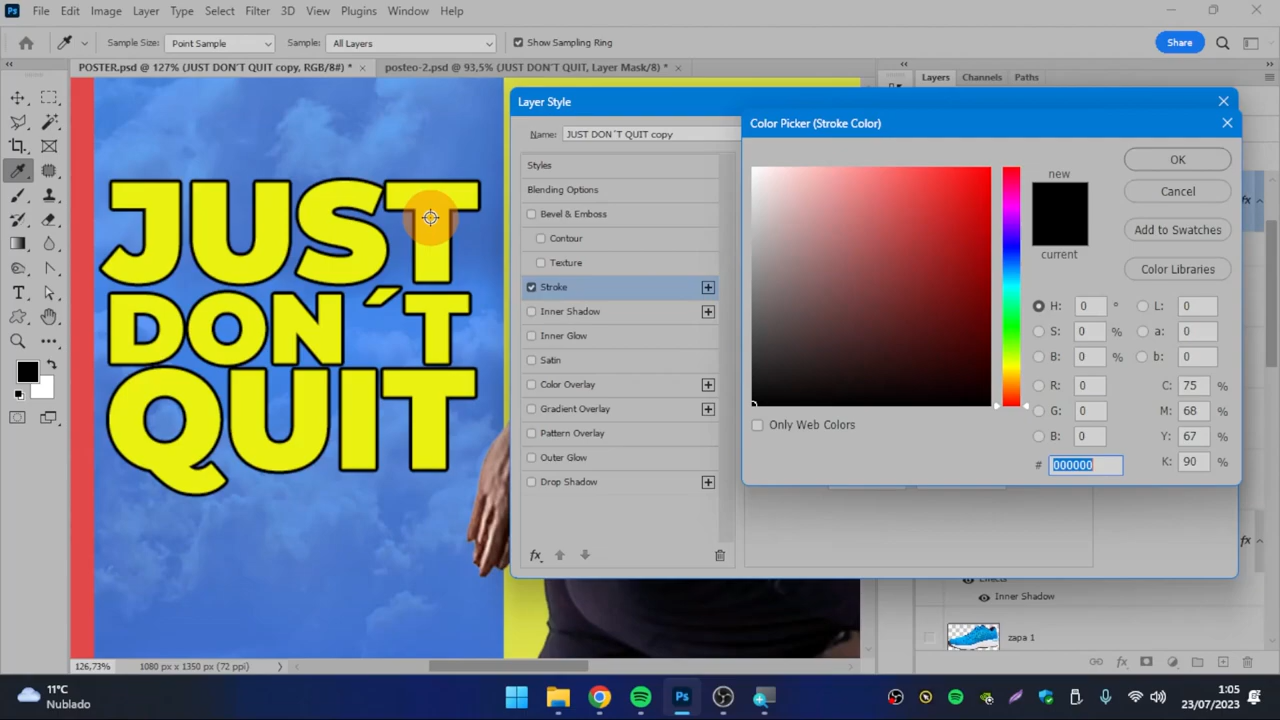 Ps File Edit Image Layer Type Select Filter 3D View Plugins Window Help
Sample Size: Point Sample Sample: All Layers Show Sampling Ring Share
POSTER.psd @ 127% (JUST DON´T QUIT copy, RGB/8#) * × posteo-2.psd @ 93,5% (JUST DON´T QUIT, Layer Mask/8) * ×
Layers Channels Paths
Layer Style
Name: JUST DON´T QUIT copy
Styles
Blending Options
Bevel & Emboss
Contour
Texture
Stroke
Inner Shadow
Inner Glow
Satin
Color Overlay
Gradient Overlay
Pattern Overlay
Outer Glow
Drop Shadow
fx
Color Picker (Stroke Color)
new
current
OK
Cancel
Add to Swatches
Color Libraries
H: 0 ° L: 0
S: 0 % a: 0
B: 0 % b: 0
R: 0 C: 75 %
G: 0 M: 68 %
B: 0 Y: 67 %
# 000000 K: 90 %
Only Web Colors
JUST
DON´T
QUIT
fx
fx
Effects
Inner Shadow
zapa 1
fx
126,73% 1080 px x 1350 px (72 ppi)
11°C
Nublado
Ps
1:05
23/07/2023